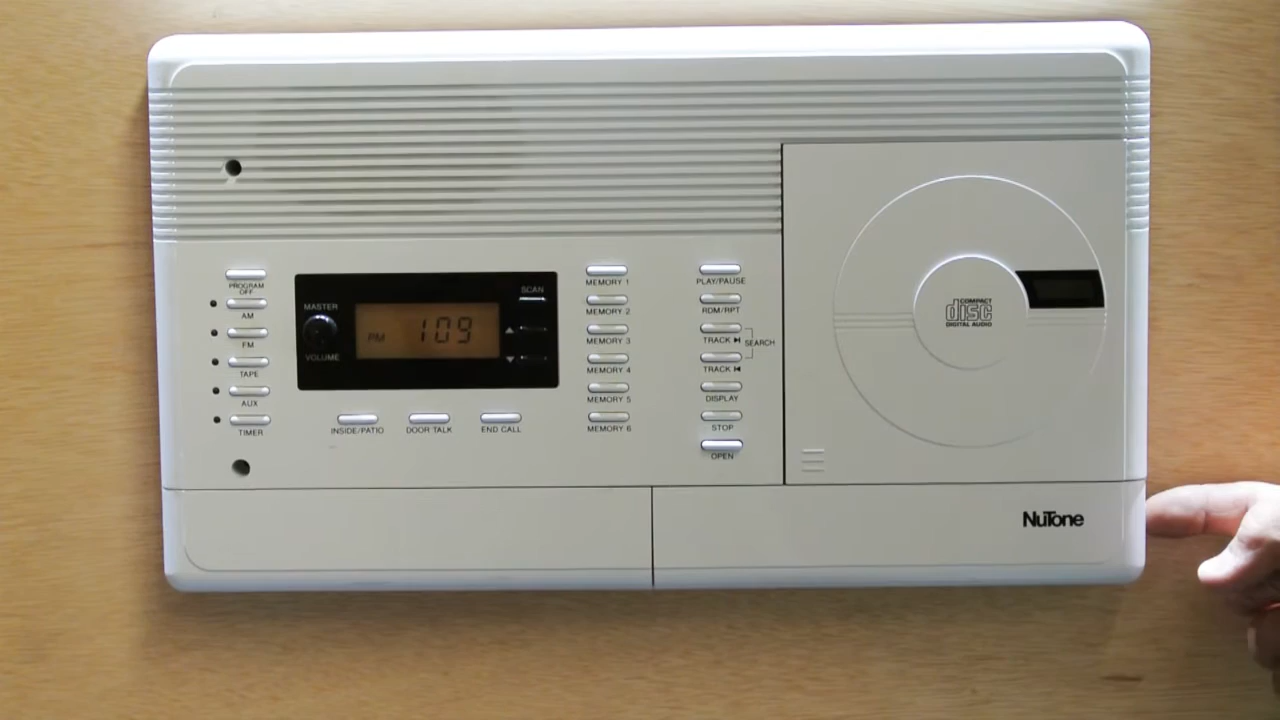 PROGRAM
OFF
AM
FM
TAPE
AUX
TIMER
MASTER
VOLUME
SCAN
PM 109
INSIDE/PATIO
DOOR TALK
END CALL
MEMORY 1
MEMORY 2
MEMORY 3
MEMORY 4
MEMORY 5
MEMORY 6
PLAY/PAUSE
RDM/RPT
TRACK
SEARCH
TRACK
DISPLAY
STOP
OPEN
COMPACT
disc
DIGITAL AUDIO
NuTone